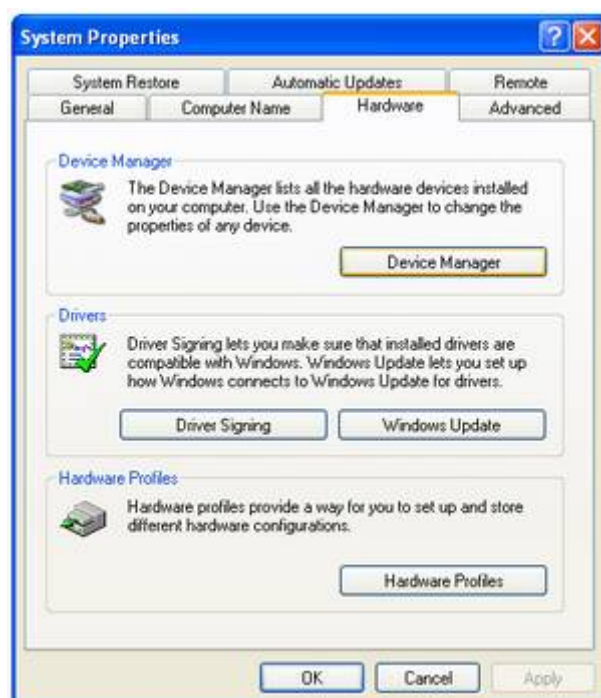 System Properties
System Restore Automatic Updates Remote
General Computer Name Hardware Advanced
Device Manager
The Device Manager lists all the hardware devices installed
on your computer. Use the Device Manager to change the
properties of any device.
Device Manager
Drivers
Driver Signing lets you make sure that installed drivers are
compatible with Windows. Windows Update lets you set up
how Windows connects to Windows Update for drivers.
Driver Signing Windows Update
Hardware Profiles
Hardware profiles provide a way for you to set up and store
different hardware configurations.
Hardware Profiles
OK Cancel Apply